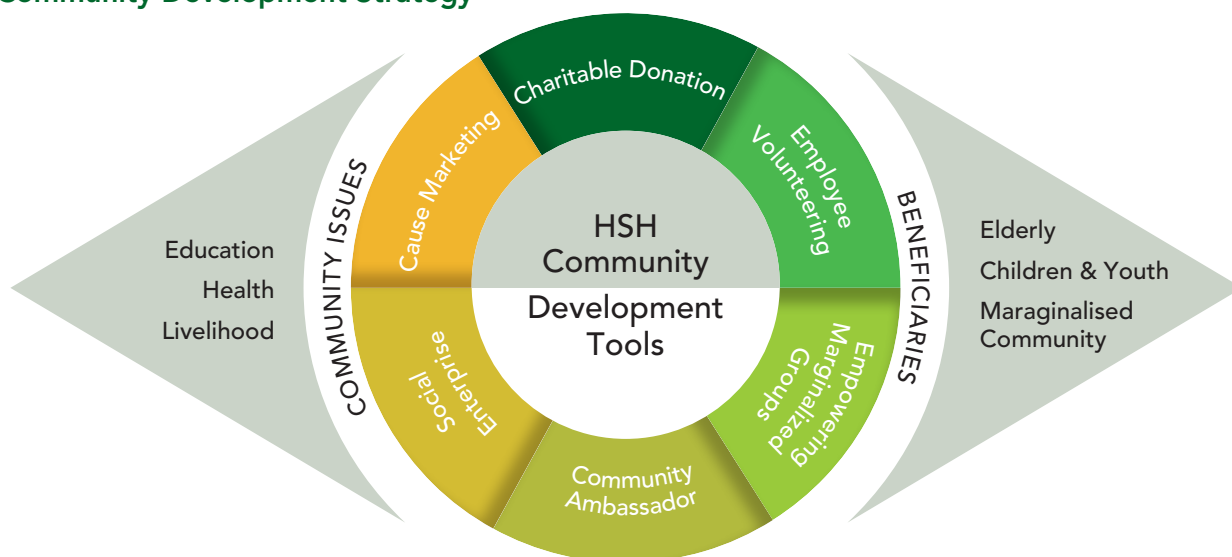 Community Development Strategy
Charitable Donation
Cause Marketing
Employee
Volunteering
HSH
Community
Development
Tools
COMMUNITY ISSUES
Education
Health
Livelihood
BENEFICIARIES
Elderly
Children & Youth
Maraginalised
Community
Social
Enterprise
Empowering
Marginalized
Groups
Community
Ambassador